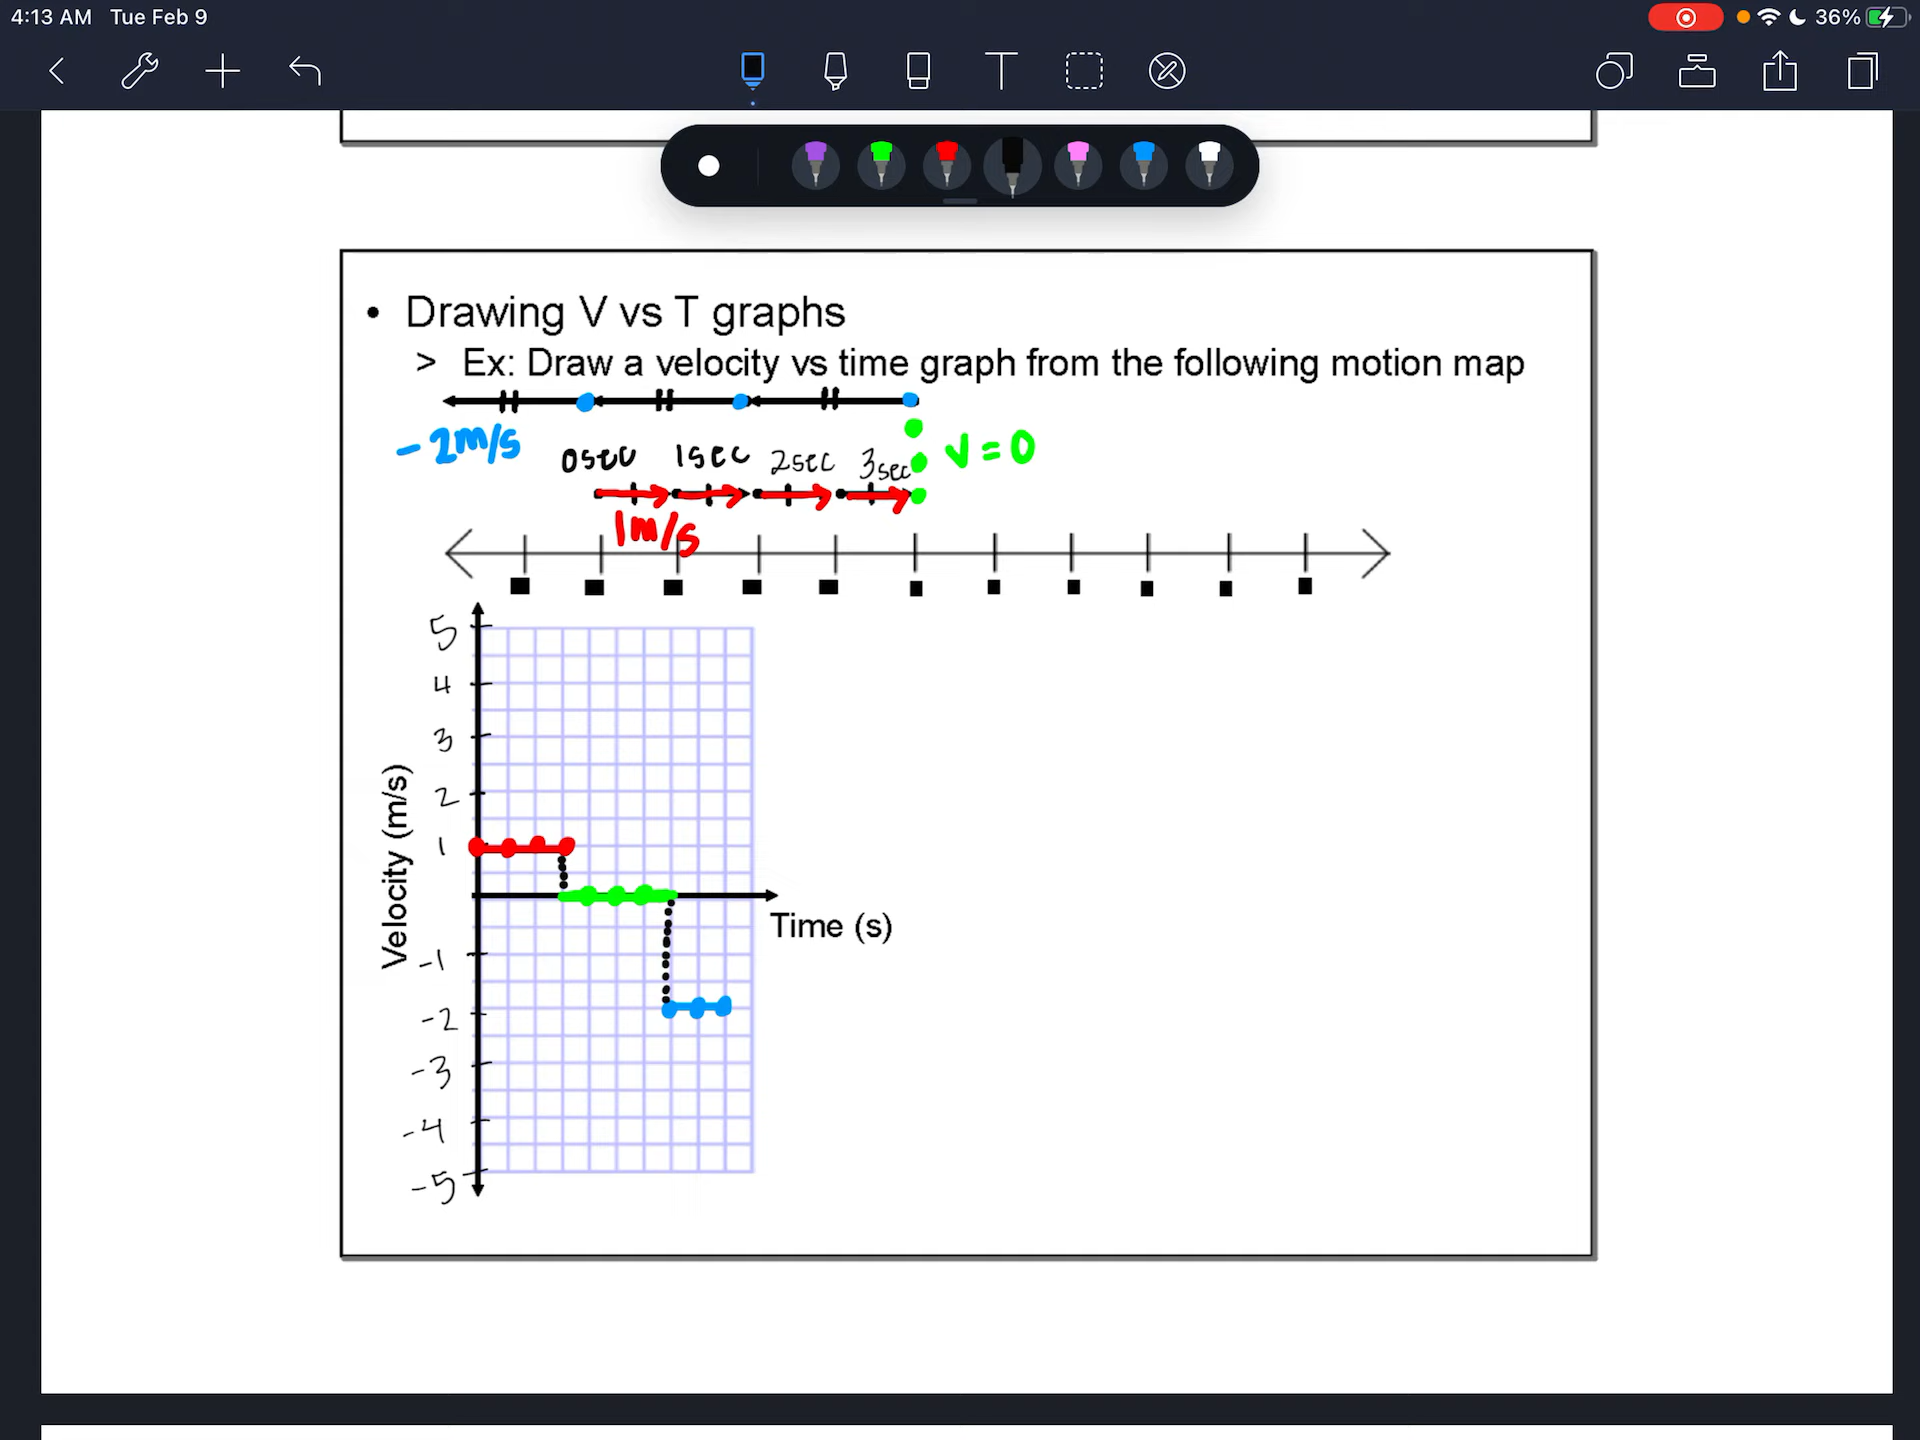 4:13 AM Tue Feb 9
36%
• Drawing V vs T graphs
> Ex: Draw a velocity vs time graph from the following motion map
-2m/s
0sec 1sec 2sec 3sec
V = 0
1m/s
5
4
3
2
1
Velocity (m/s)
Time (s)
-1
-2
-3
-4
-5